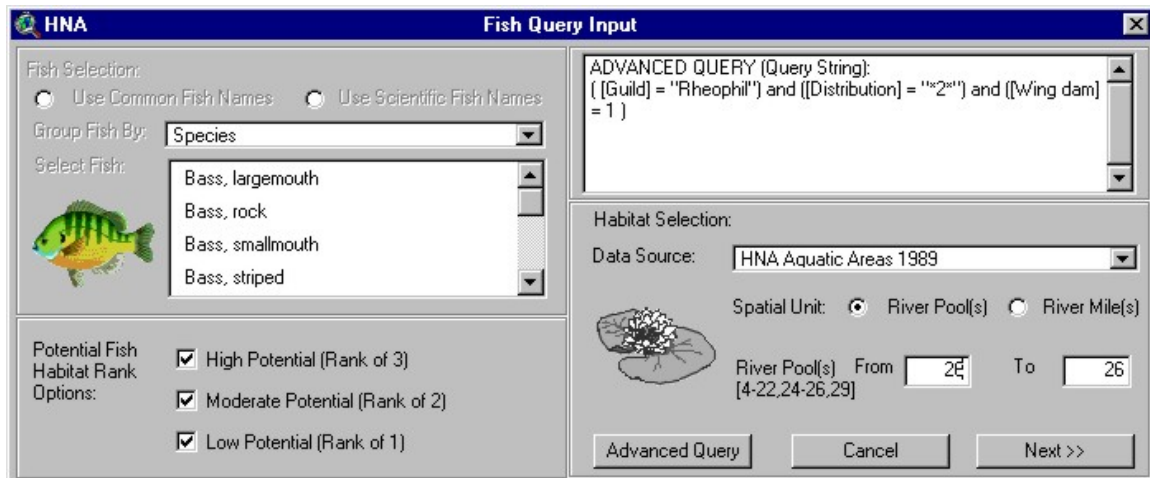 HNA
Fish Query Input
Fish Selection:
Use Common Fish Names
Use Scientific Fish Names
Group Fish By:
Species
Select Fish:
Bass, largemouth
Bass, rock
Bass, smallmouth
Bass, striped
Potential Fish
Habitat Rank
Options:
High Potential (Rank of 3)
Moderate Potential (Rank of 2)
Low Potential (Rank of 1)
ADVANCED QUERY (Query String):
( [Guild] = "Rheophil") and ([Distribution] = "*2*") and ([Wing dam]
= 1 )
Habitat Selection:
Data Source:
HNA Aquatic Areas 1989
Spatial Unit:
River Pool(s)
River Mile(s)
River Pool(s)
[4-22,24-26,29]
From
26
To
26
Advanced Query
Cancel
Next >>